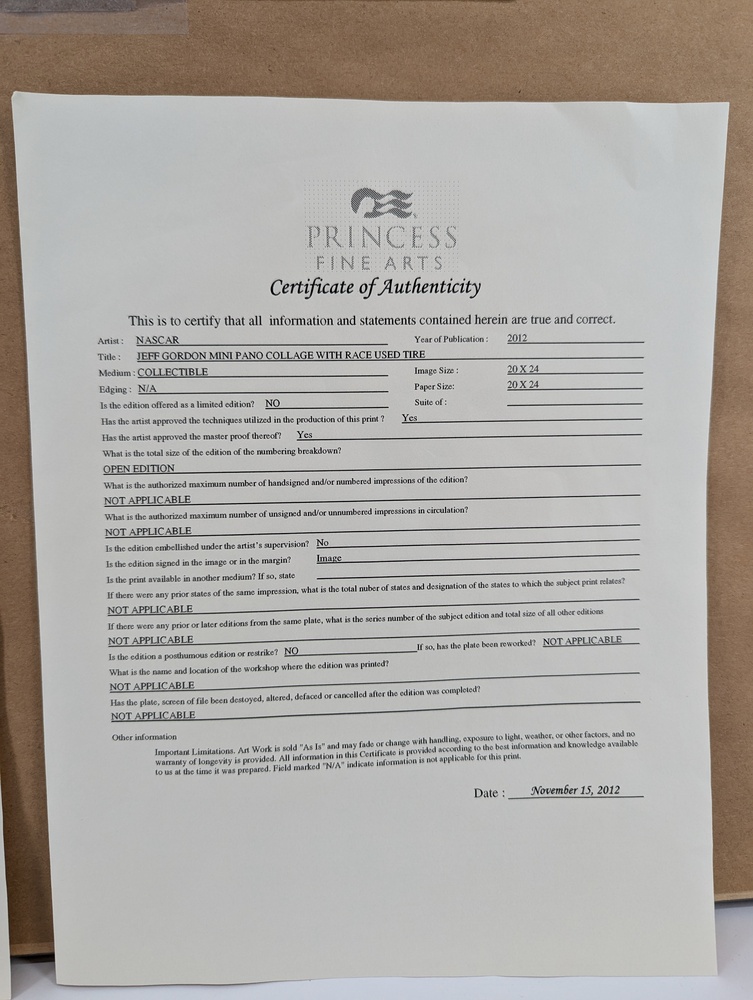 PRINCESS
FINE ARTS
Certificate of Authenticity
This is to certify that all information and statements contained herein are true and correct.
Artist : NASCAR Year of Publication : 2012
Title : JEFF GORDON MINI PANO COLLAGE WITH RACE USED TIRE
Medium : COLLECTIBLE Image Size : 20 X 24
Edging : N/A Paper Size: 20 X 24
Is the edition offered as a limited edition? NO Suite of :
Has the artist approved the techniques utilized in the production of this print ? Yes
Has the artist approved the master proof thereof? Yes
What is the total size of the edition of the numbering breakdown?
OPEN EDITION
What is the authorized maximum number of handsigned and/or numbered impressions of the edition?
NOT APPLICABLE
What is the authorized maximum number of unsigned and/or unnumbered impressions in circulation?
NOT APPLICABLE
Is the edition embellished under the artist's supervision? No
Is the edition signed in the image or in the margin? Image
Is the print available in another medium? If so, state
If there were any prior states of the same impression, what is the total nuber of states and designation of the states to which the subject print relates?
NOT APPLICABLE
If there were any prior or later editions from the same plate, what is the series number of the subject edition and total size of all other editions
NOT APPLICABLE
Is the edition a posthumous edition or restrike? NO If so, has the plate been reworked? NOT APPLICABLE
What is the name and location of the workshop where the edition was printed?
NOT APPLICABLE
Has the plate, screen of file been destoyed, altered, defaced or cancelled after the edition was completed?
NOT APPLICABLE
Other information
Important Limitations. Art Work is sold "As Is" and may fade or change with handling, exposure to light, weather, or other factors, and no
warranty of longevity is provided. All information in this Certificate is provided according to the best information and knowledge available
to us at the time it was prepared. Field marked "N/A" indicate information is not applicable for this print.
Date : November 15, 2012